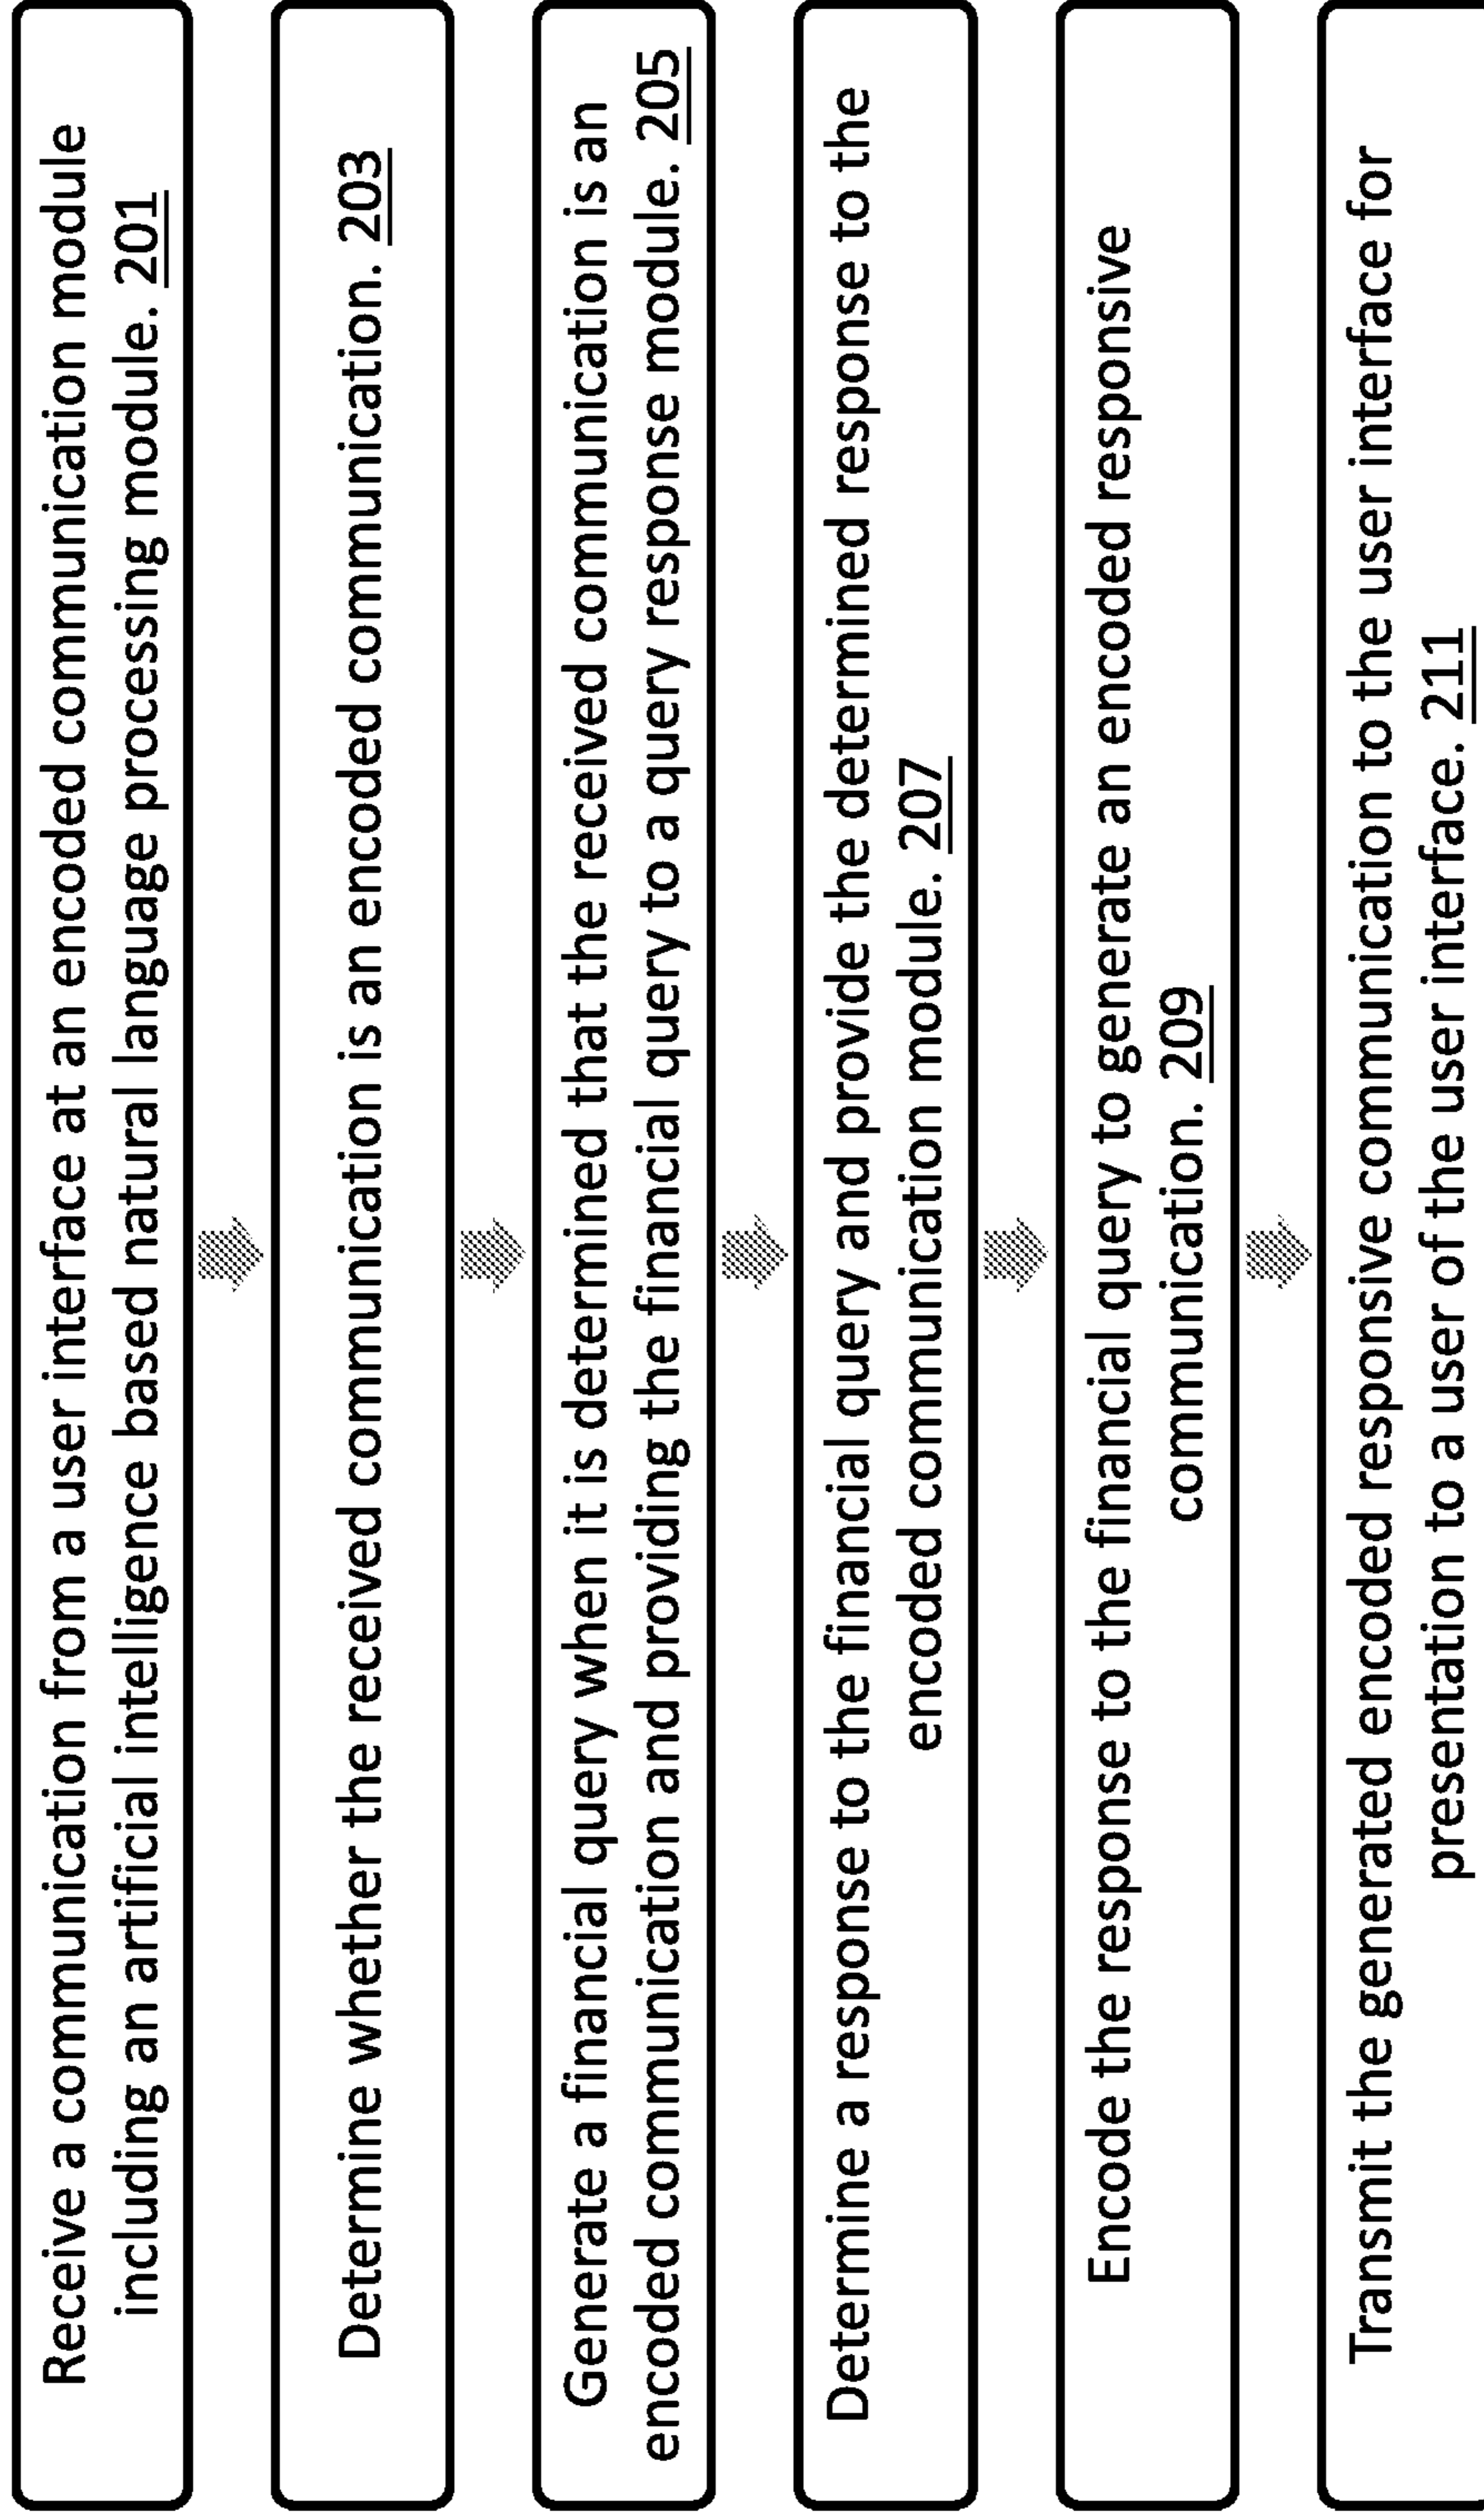 Receive a communication from a user interface at an encoded communication module
including an artificial intelligence based natural language processing module. 201
Determine whether the received communication is an encoded communication. 203
Generate a financial query when it is determined that the received communication is an
encoded communication and providing the financial query to a query response module. 205
Determine a response to the financial query and provide the determined response to the
encoded communication module. 207
Encode the response to the financial query to generate an encoded responsive
communication. 209
Transmit the generated encoded responsive communication to the user interface for
presentation to a user of the user interface. 211